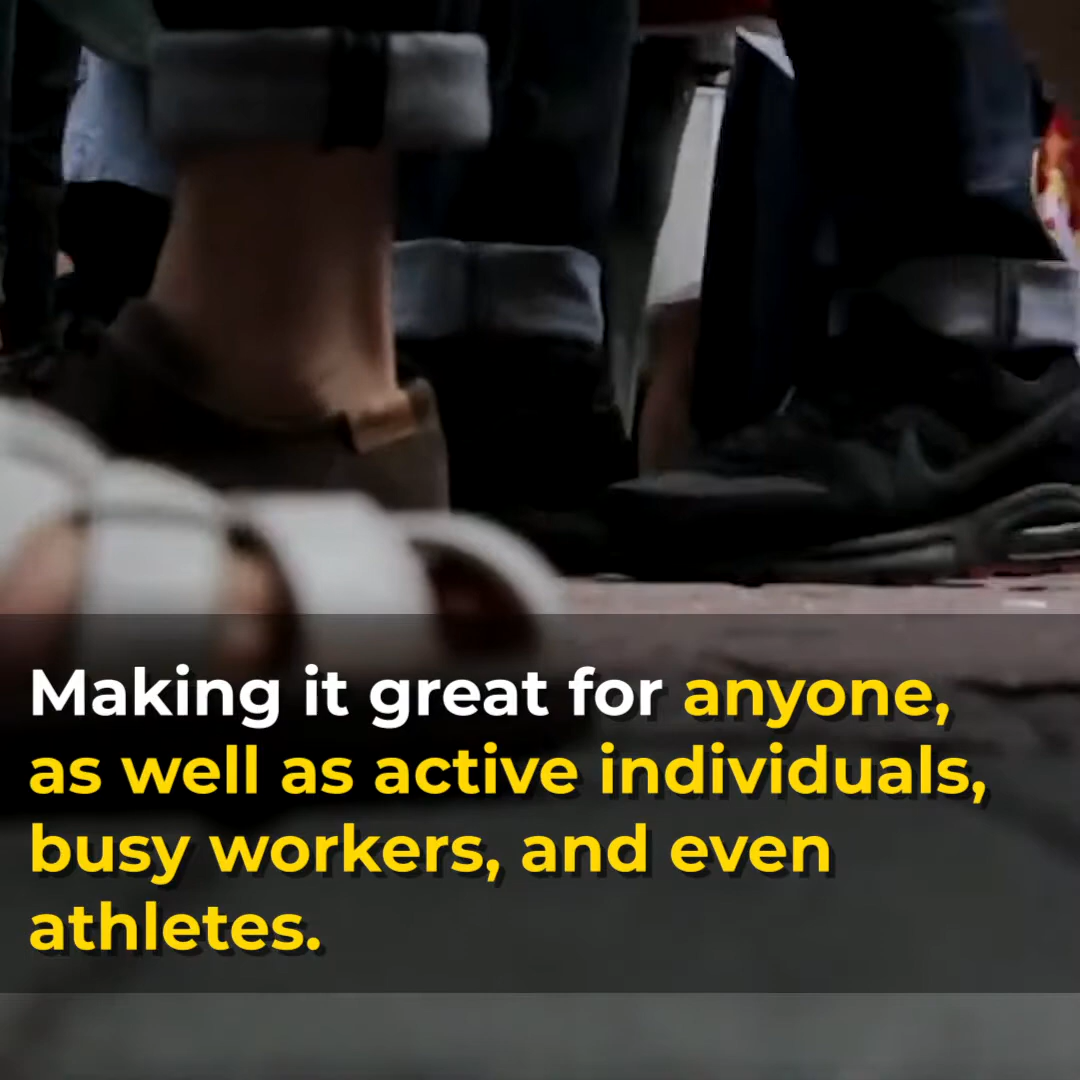 Making it great for anyone,
as well as active individuals,
busy workers, and even
athletes.